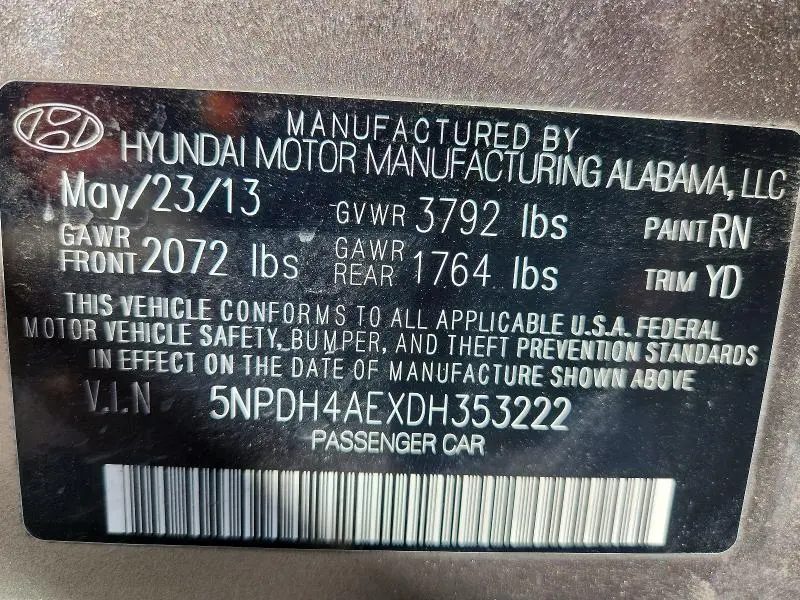 MANUFACTURED BY
HYUNDAI MOTOR MANUFACTURING ALABAMA, LLC
May/23/13 GVWR 3792 lbs PAINT RN
GAWR FRONT 2072 lbs GAWR REAR 1764 lbs TRIM YD
THIS VEHICLE CONFORMS TO ALL APPLICABLE U.S.A. FEDERAL
MOTOR VEHICLE SAFETY, BUMPER, AND THEFT PREVENTION STANDARDS
IN EFFECT ON THE DATE OF MANUFACTURE SHOWN ABOVE.
V.I.N 5NPDH4AEXDH353222
PASSENGER CAR